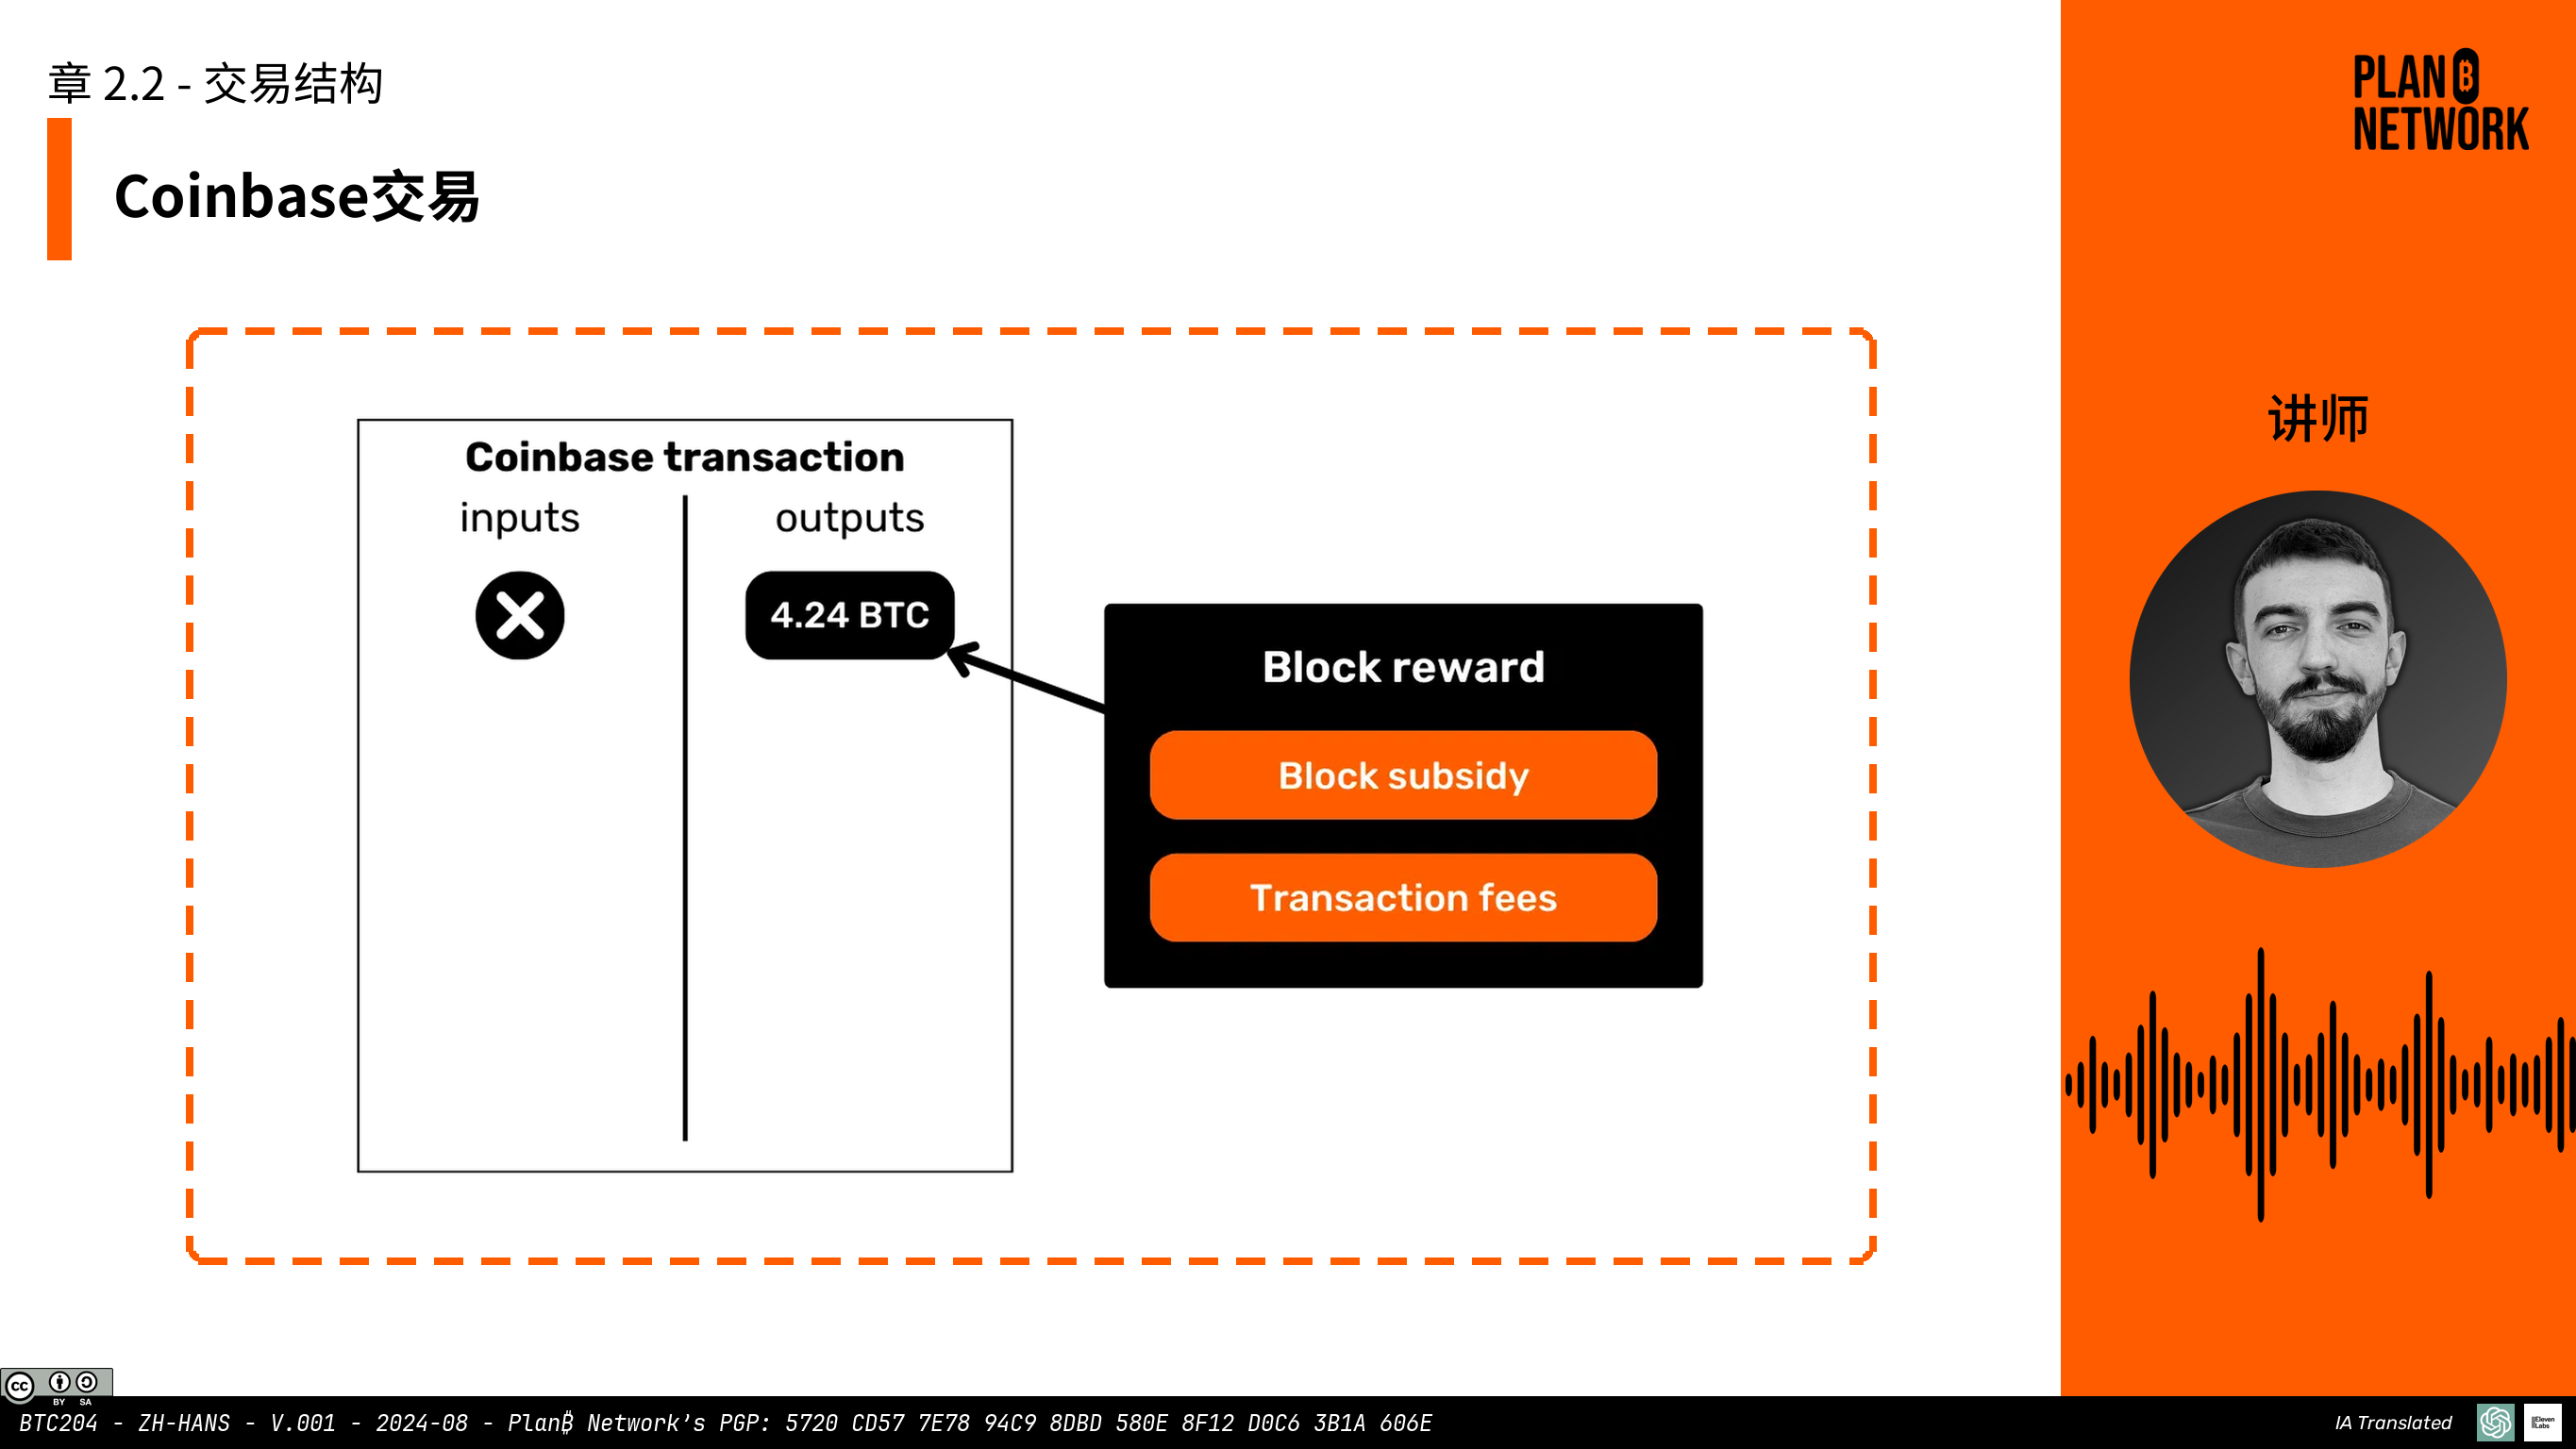 章 2.2 - 交易结构
Coinbase交易
PLAN ₿
NETWORK
讲师
Coinbase transaction
inputs
outputs
4.24 BTC
Block reward
Block subsidy
Transaction fees
cc
BY SA
BTC204 - ZH-HANS - V.001 - 2024-08 - Plan₿ Network's PGP: 5720 CD57 7E78 94C9 8DBD 580E 8F12 D0C6 3B1A 606E
IA Translated
IIEleven
Labs